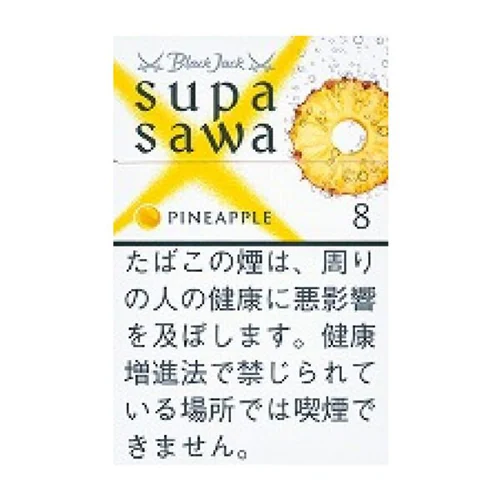 Black Jack
supa
sawa
PINEAPPLE 8
たばこの煙は、周り
の人の健康に悪影響
を及ぼします。健康
増進法で禁じられて
いる場所では喫煙で
きません。